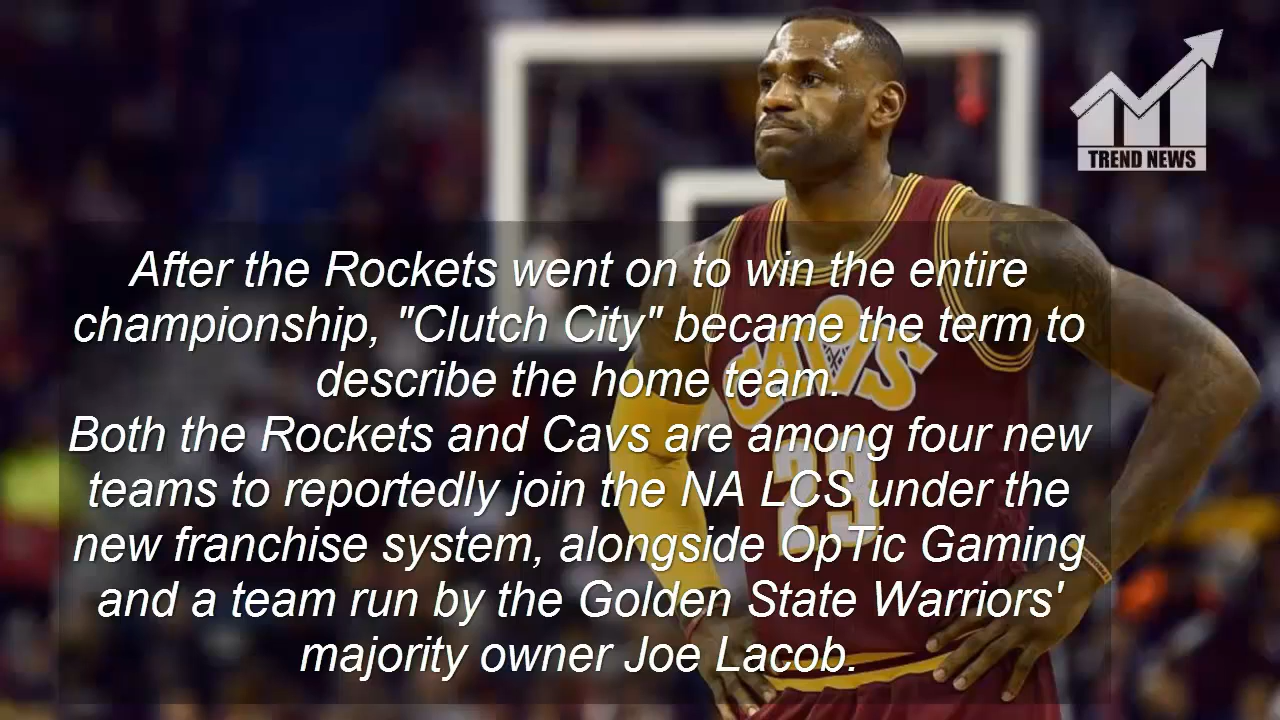 TREND NEWS
After the Rockets went on to win the entire
championship, "Clutch City" became the term to
describe the home team.
Both the Rockets and Cavs are among four new
teams to reportedly join the NA LCS under the
new franchise system, alongside OpTic Gaming
and a team run by the Golden State Warriors'
majority owner Joe Lacob.
CAVS
23